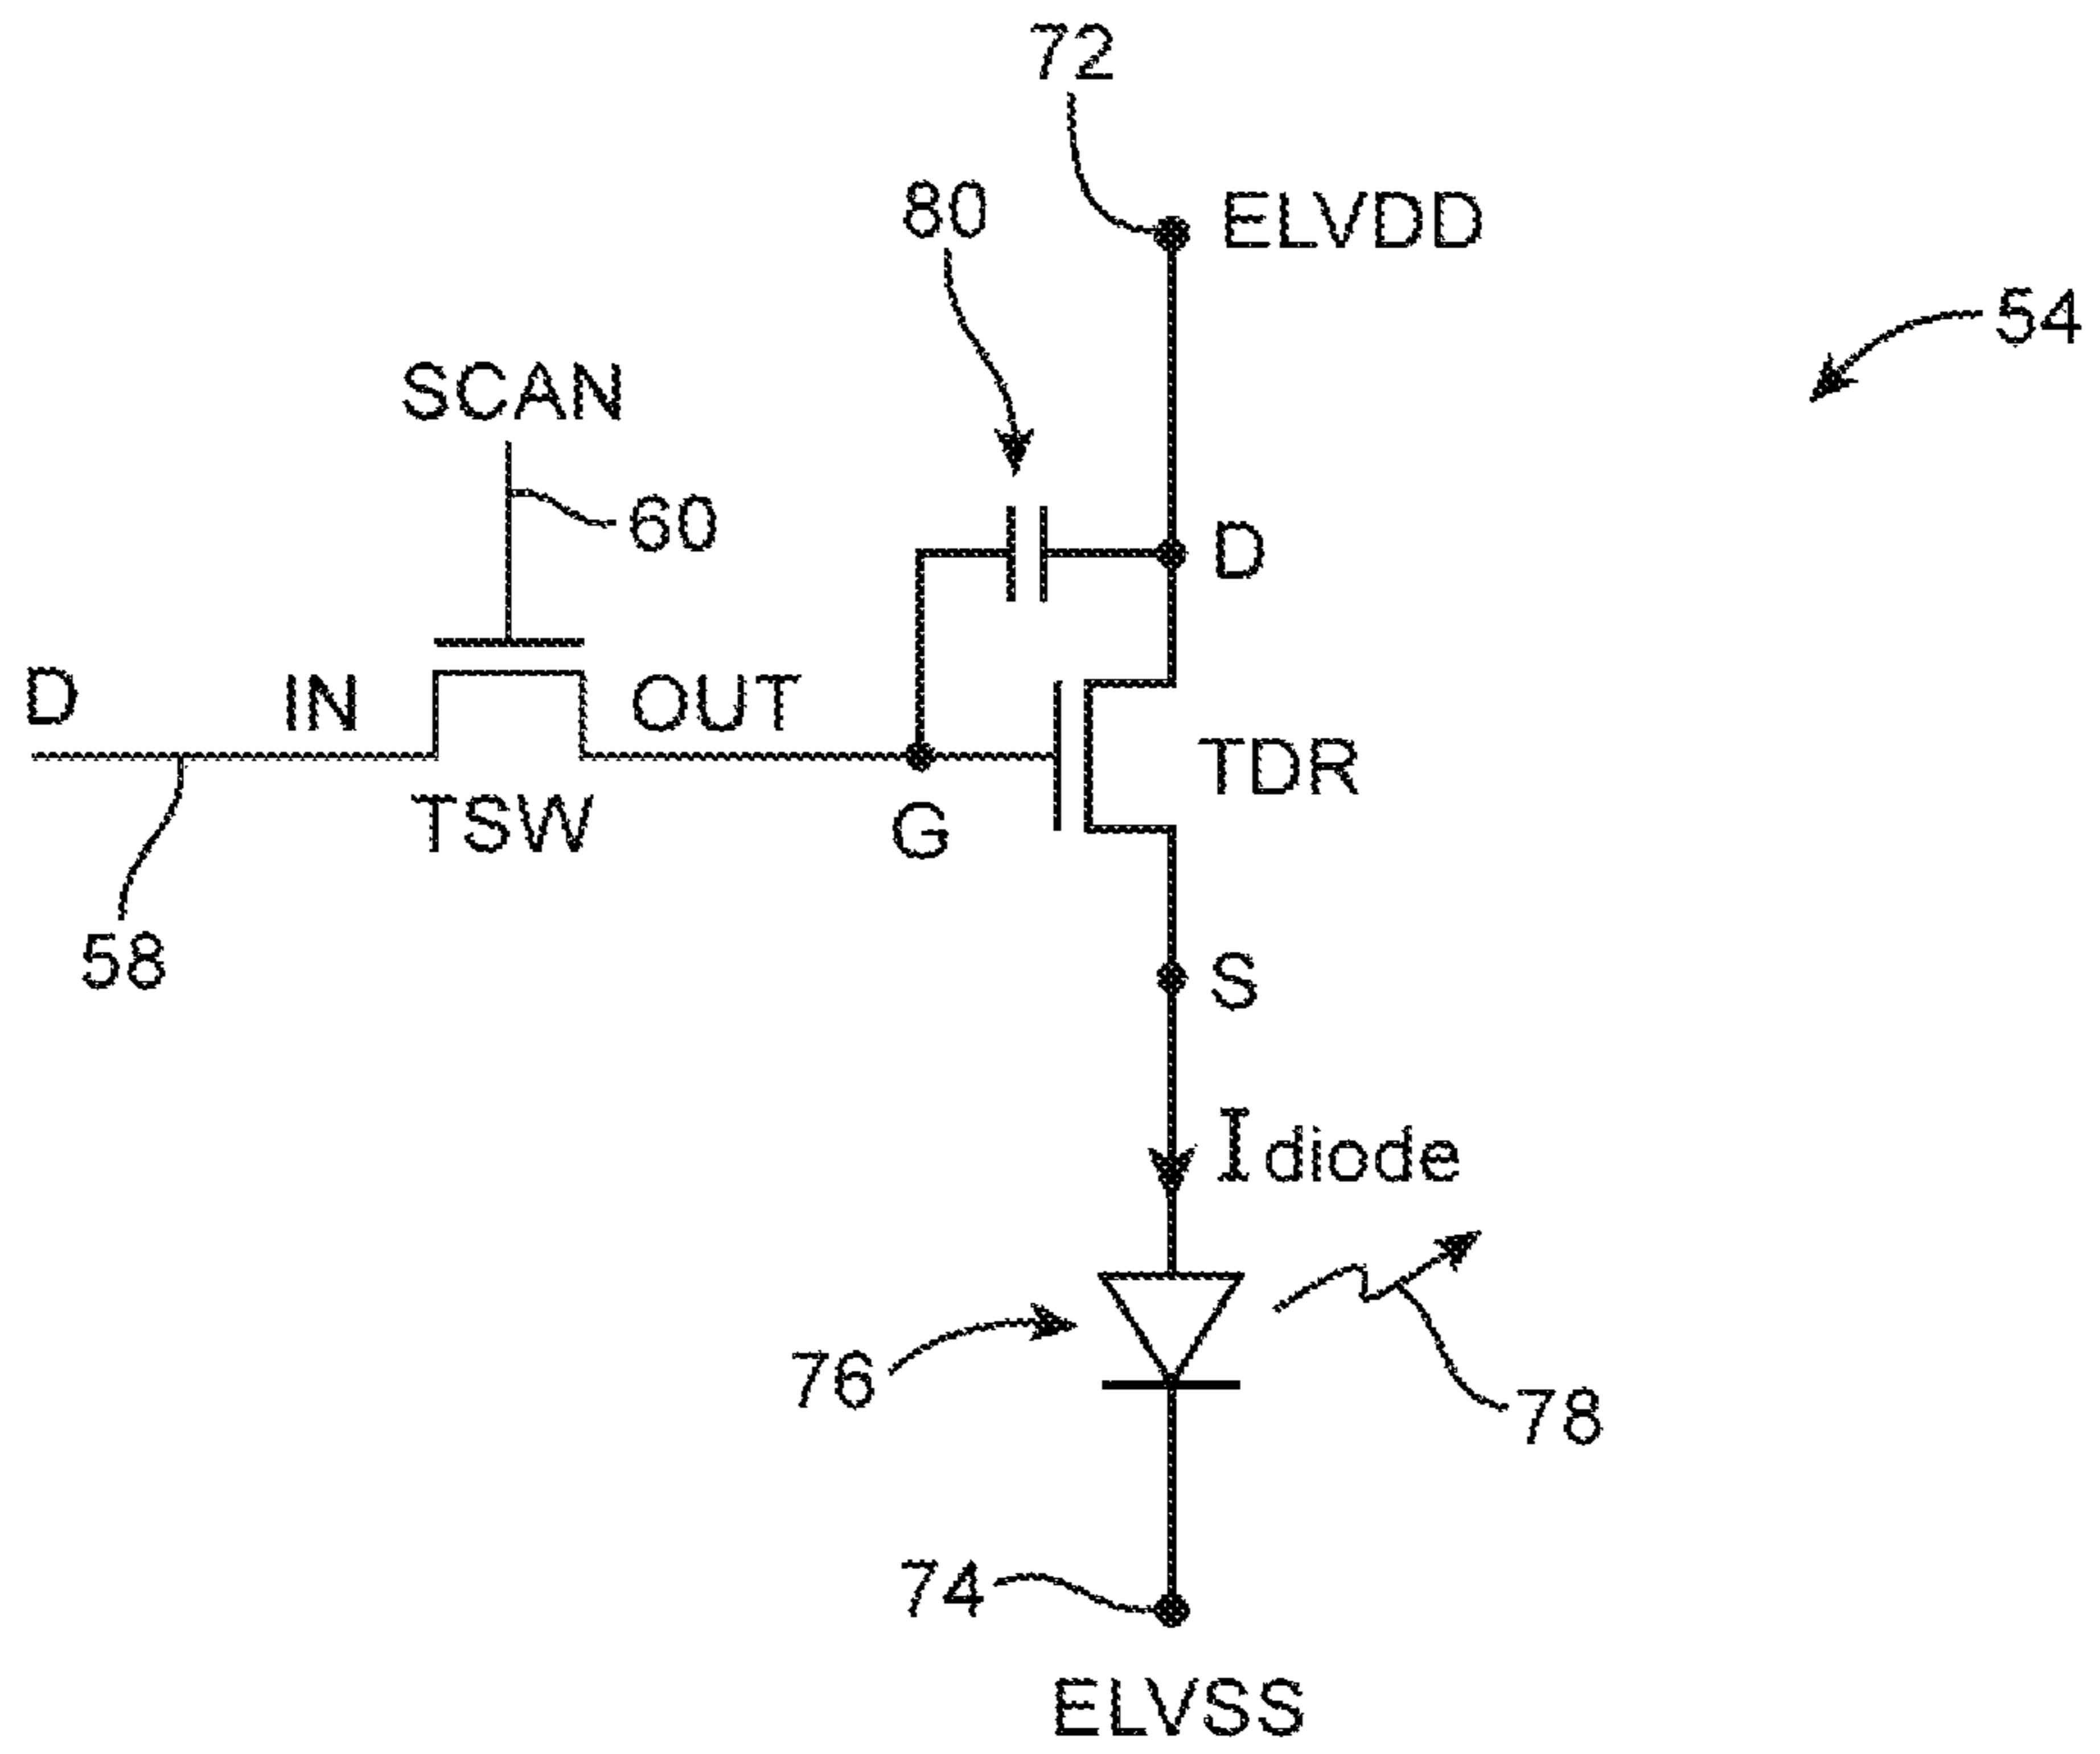 72
80
ELVDD
54
SCAN
60
D
D
IN
OUT
TDR
TSW
G
58
S
Idiode
76
78
74
ELVSS